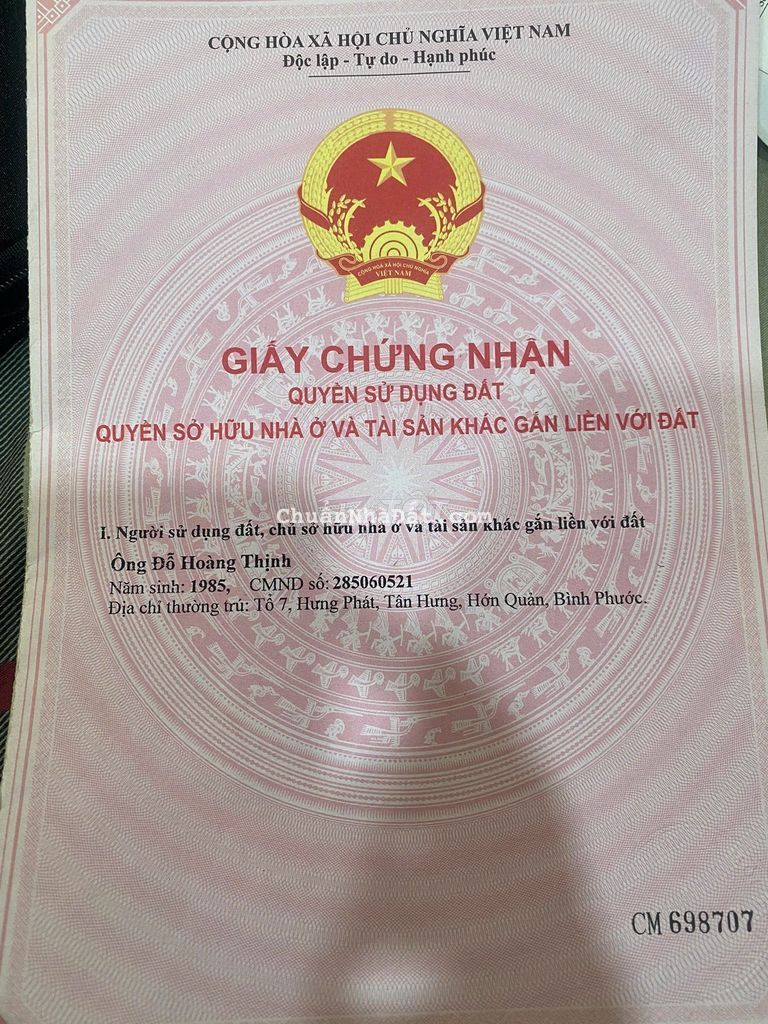 CỘNG HÒA XÃ HỘI CHỦ NGHĨA VIỆT NAM
Độc lập - Tự do - Hạnh phúc
CỘNG HÒA XÃ HỘI CHỦ NGHĨA
VIỆT NAM
GIẤY CHỨNG NHẬN
QUYỀN SỬ DỤNG ĐẤT
QUYỀN SỞ HỮU NHÀ Ở VÀ TÀI SẢN KHÁC GẮN LIỀN VỚI ĐẤT
ChuẩnNhàĐất.com
I. Người sử dụng đất, chủ sở hữu nhà ở và tài sản khác gắn liền với đất
Ông Đỗ Hoàng Thịnh
Năm sinh: 1985, CMND số: 285060521
Địa chỉ thường trú: Tổ 7, Hưng Phát, Tân Hưng, Hớn Quản, Bình Phước.
CM 698707